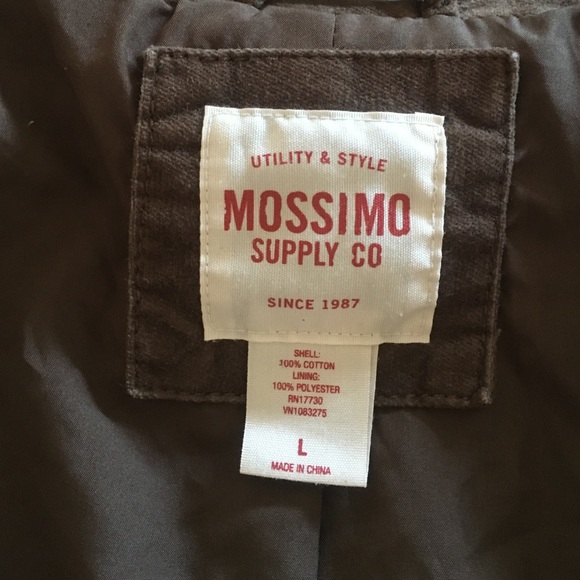 UTILITY & STYLE
MOSSIMO
SUPPLY CO
SINCE 1987
SHELL:
100% COTTON
LINING:
100% POLYESTER
RN17730
VN1083275
L
MADE IN CHINA